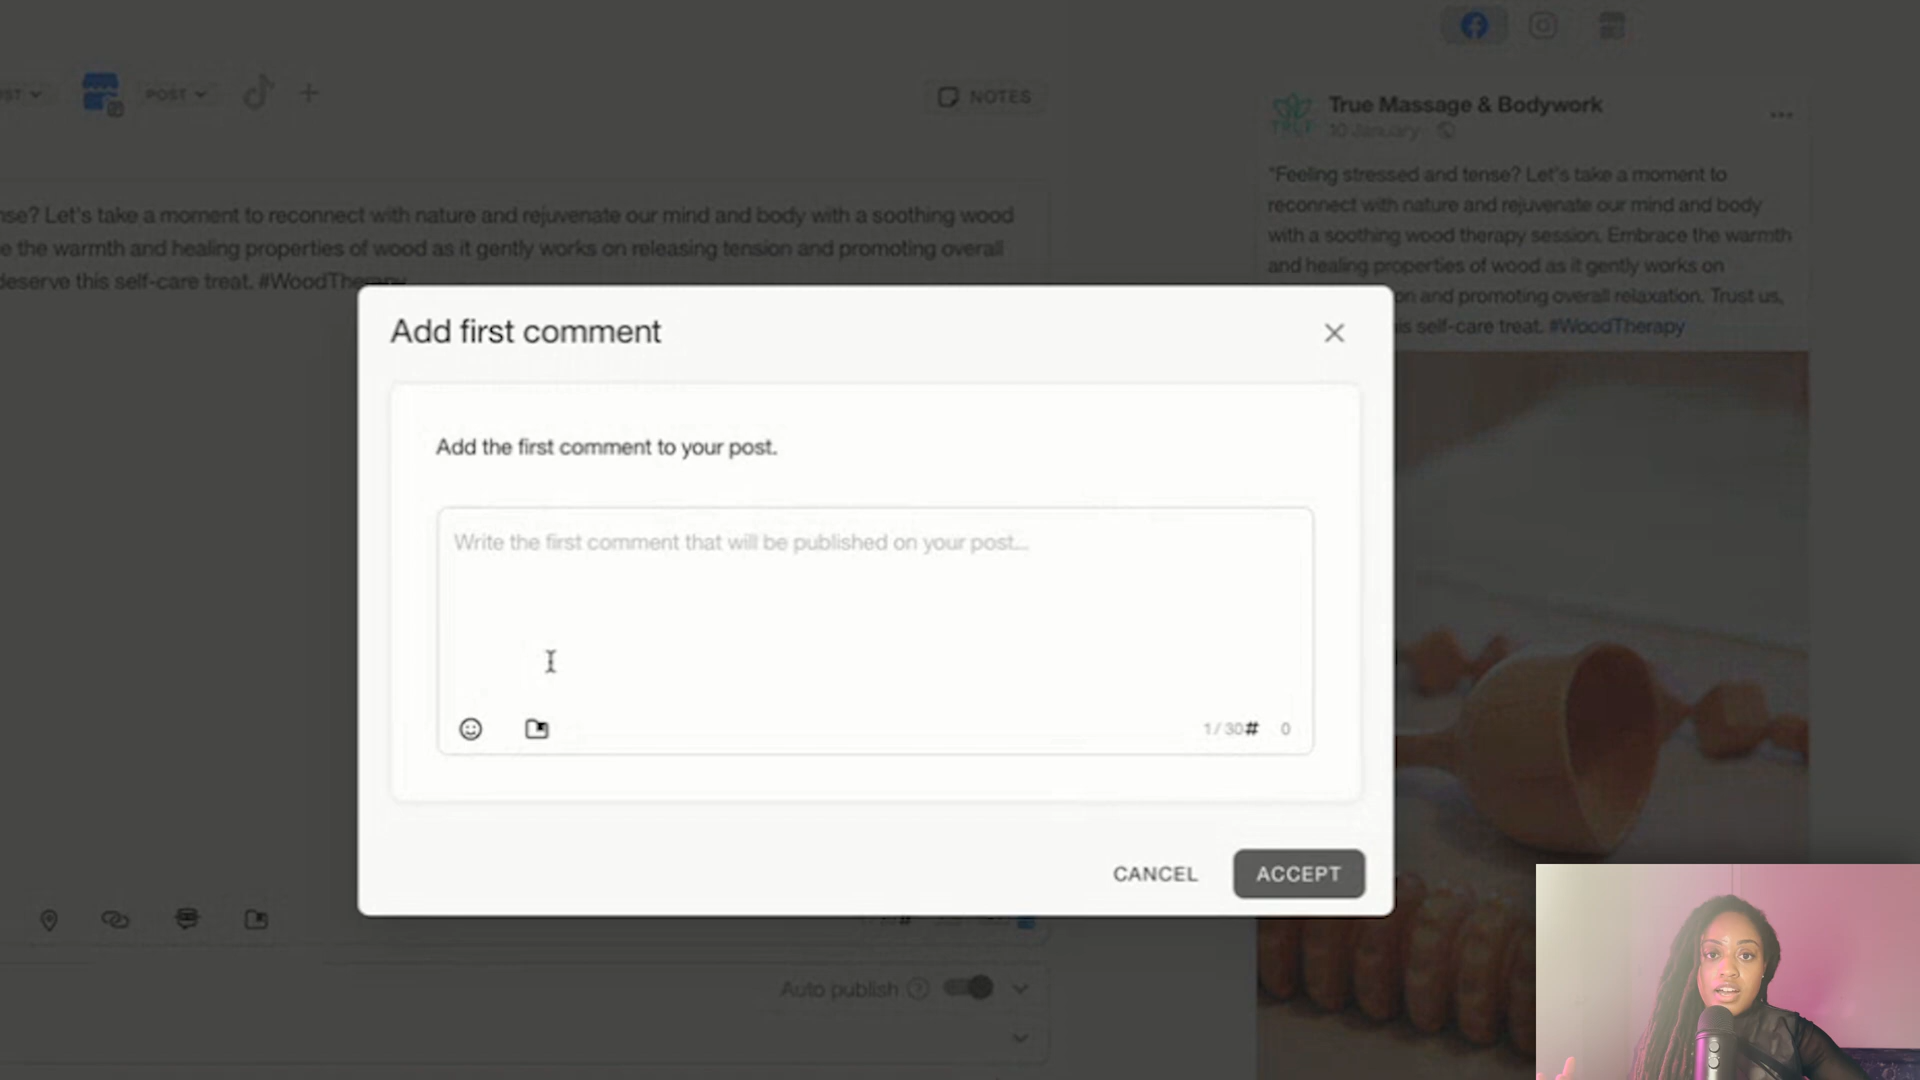 POST
NOTES
True Massage & Bodywork
10 January
"Feeling stressed and tense? Let's take a moment to
reconnect with nature and rejuvenate our mind and body
with a soothing wood therapy session. Embrace the warmth
and healing properties of wood as it gently works on
on and promoting overall relaxation. Trust us,
is self-care treat. #WoodTherapy
nse? Let's take a moment to reconnect with nature and rejuvenate our mind and body with a soothing wood
e the warmth and healing properties of wood as it gently works on releasing tension and promoting overall
deserve this self-care treat. #WoodTherapy
Add first comment
Add the first comment to your post.
Write the first comment that will be published on your post...
1/30# 0
CANCEL
ACCEPT
Auto publish